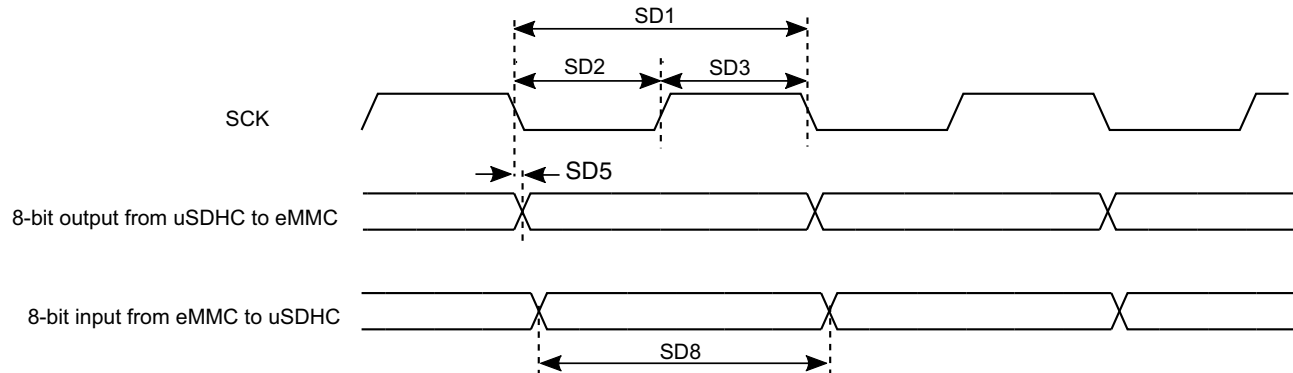 SD1
SD2
SD3
SCK
SD5
8-bit output from uSDHC to eMMC
8-bit input from eMMC to uSDHC
SD8